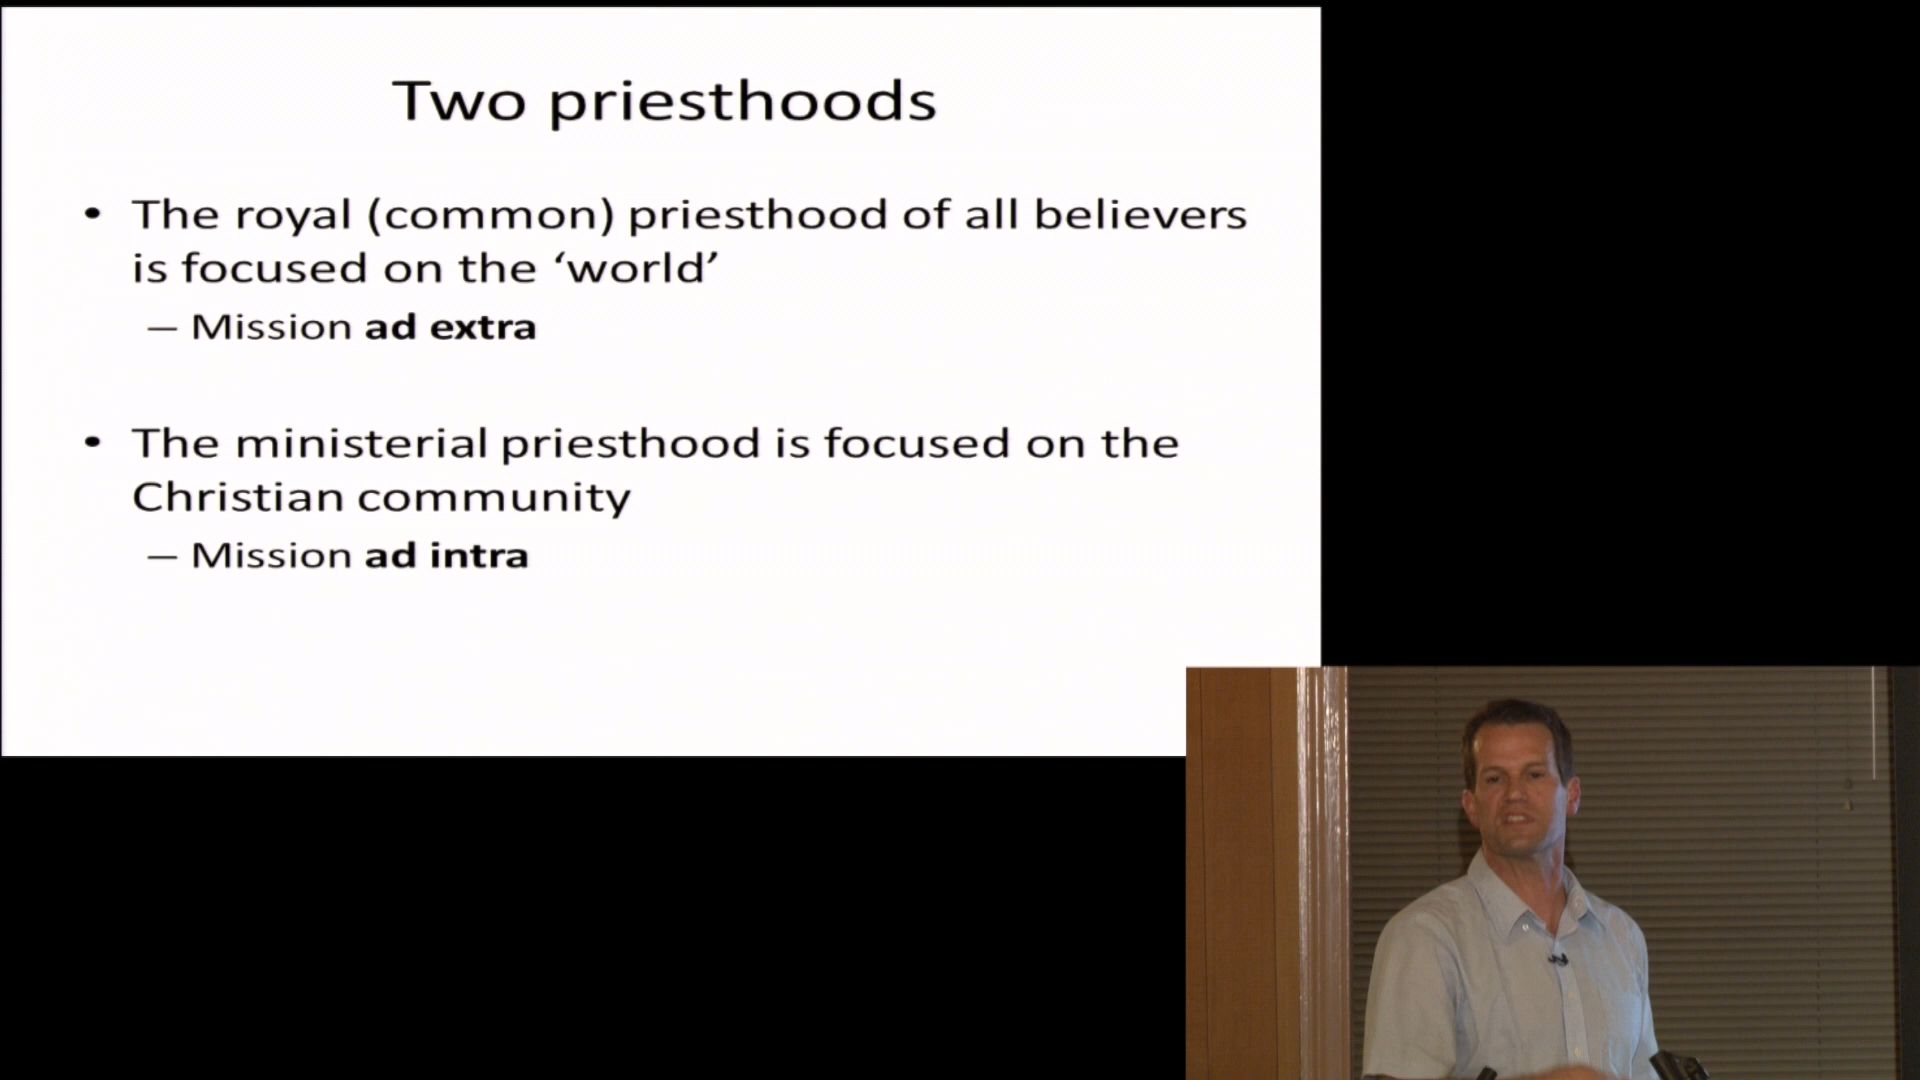 Two priesthoods
• The royal (common) priesthood of all believers
is focused on the ‘world’
– Mission ad extra
• The ministerial priesthood is focused on the
Christian community
– Mission ad intra